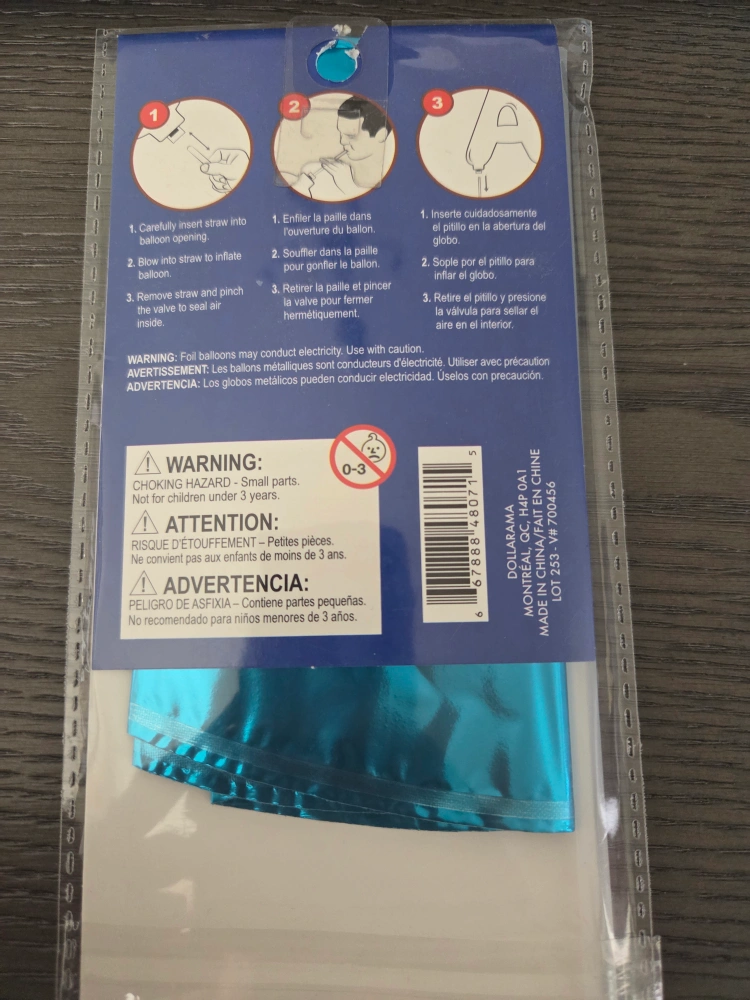 1
2
3
1. Carefully insert straw into
balloon opening.
2. Blow into straw to inflate
balloon.
3. Remove straw and pinch
the valve to seal air
inside.
1. Enfiler la paille dans
l'ouverture du ballon.
2. Souffler dans la paille
pour gonfler le ballon.
3. Retirer la paille et pincer
la valve pour fermer
hermétiquement.
1. Inserte cuidadosamente
el pitillo en la abertura del
globo.
2. Sople por el pitillo para
inflar el globo.
3. Retire el pitillo y presione
la válvula para sellar el
aire en el interior.
WARNING: Foil balloons may conduct electricity. Use with caution.
AVERTISSEMENT: Les ballons métalliques sont conducteurs d'électricité. Utiliser avec précaution
ADVERTENCIA: Los globos metálicos pueden conducir electricidad. Úselos con precaución.
WARNING:
CHOKING HAZARD - Small parts.
Not for children under 3 years.
0-3
ATTENTION:
RISQUE D'ÉTOUFFEMENT – Petites pièces.
Ne convient pas aux enfants de moins de 3 ans.
ADVERTENCIA:
PELIGRO DE ASFIXIA – Contiene partes pequeñas.
No recomendado para niños menores de 3 años.
6 67888 48071 5
DOLLARAMA
MONTRÉAL, QC, H4P 0A1
MADE IN CHINA/FAIT EN CHINE
LOT 253 - V# 700456